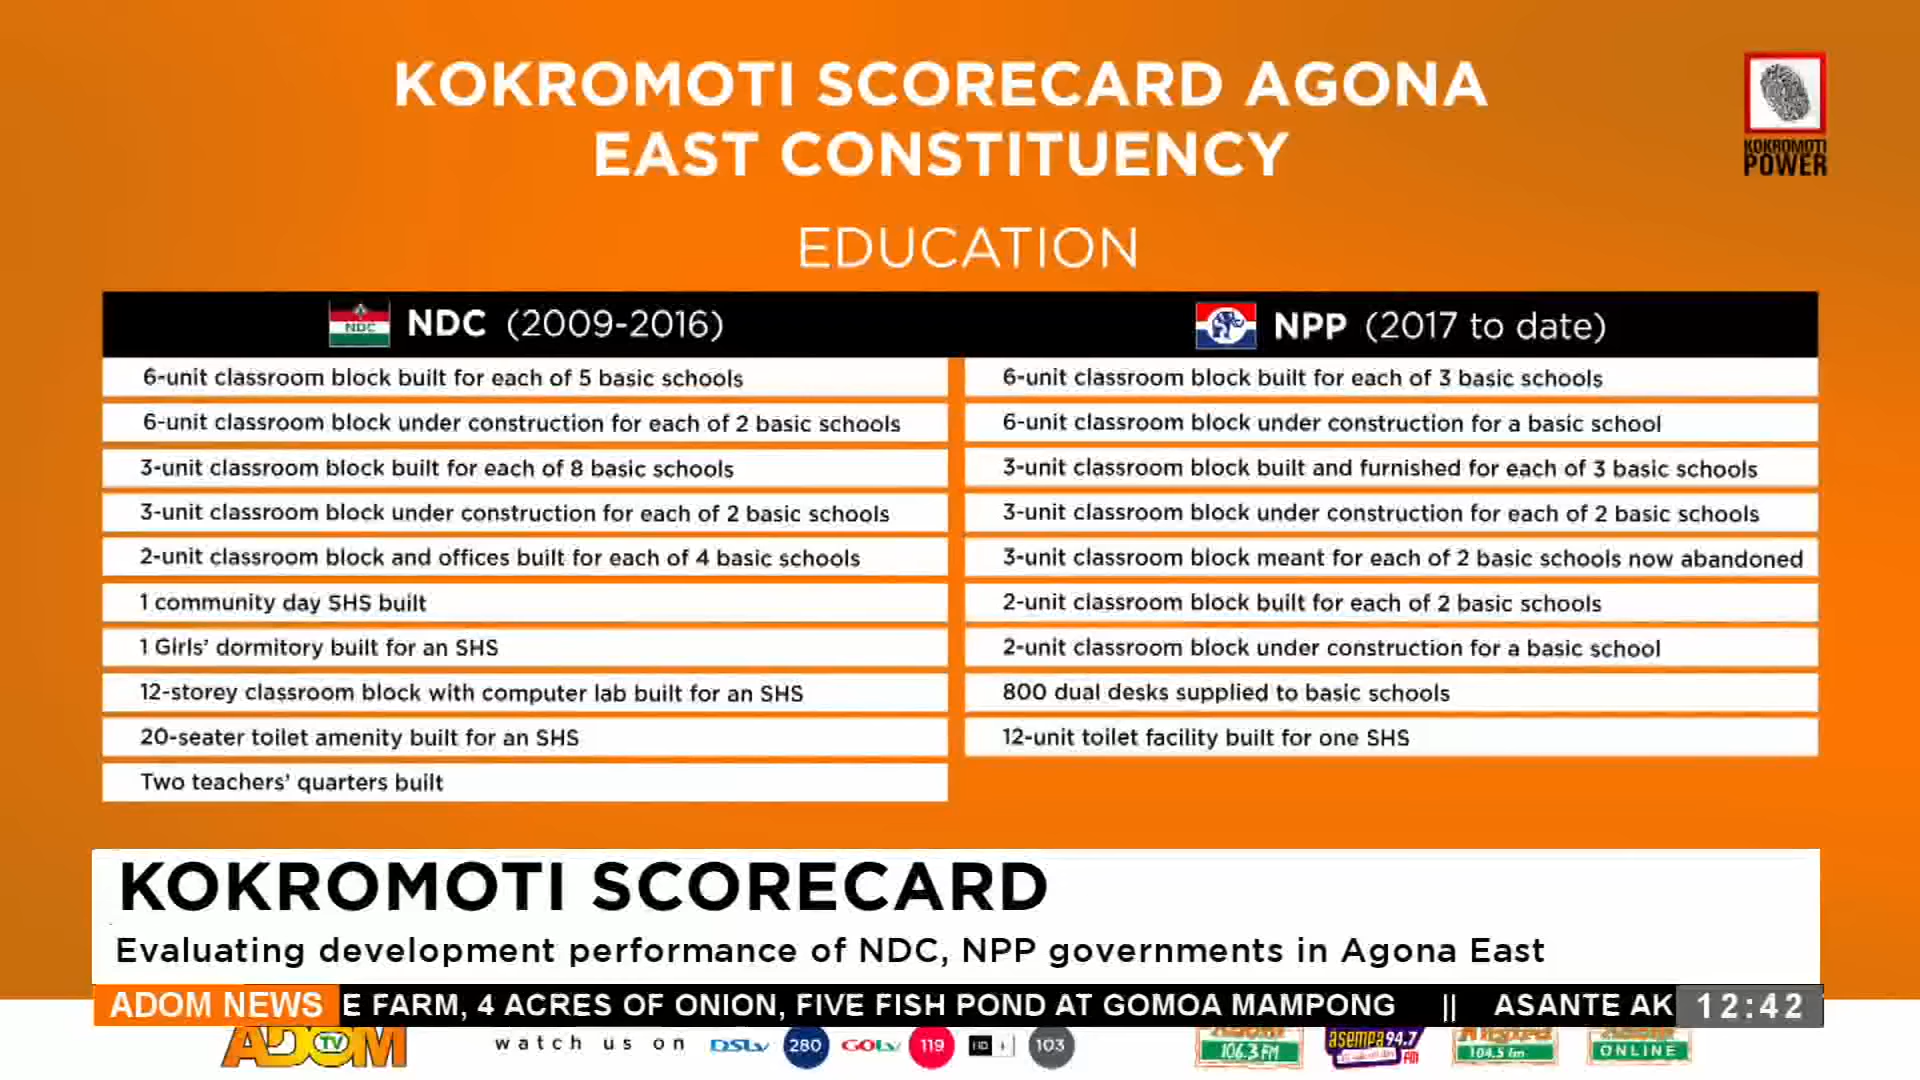 KOKROMOTI SCORECARD AGONA
EAST CONSTITUENCY
KOKROMOTI
POWER
EDUCATION
NDC
NDC (2009-2016)
NPP (2017 to date)
6-unit classroom block built for each of 5 basic schools
6-unit classroom block under construction for each of 2 basic schools
3-unit classroom block built for each of 8 basic schools
3-unit classroom block under construction for each of 2 basic schools
2-unit classroom block and offices built for each of 4 basic schools
1 community day SHS built
1 Girls' dormitory built for an SHS
12-storey classroom block with computer lab built for an SHS
20-seater toilet amenity built for an SHS
Two teachers' quarters built
6-unit classroom block built for each of 3 basic schools
6-unit classroom block under construction for a basic school
3-unit classroom block built and furnished for each of 3 basic schools
3-unit classroom block under construction for each of 2 basic schools
3-unit classroom block meant for each of 2 basic schools now abandoned
2-unit classroom block built for each of 2 basic schools
2-unit classroom block under construction for a basic school
800 dual desks supplied to basic schools
12-unit toilet facility built for one SHS
KOKROMOTI SCORECARD
Evaluating development performance of NDC, NPP governments in Agona East
ADOM NEWS E FARM, 4 ACRES OF ONION, FIVE FISH POND AT GOMOA MAMPONG || ASANTE AK 12:42
ADOM TV watch us on DStv 280 GOtv 119 HD+ 103
106.3 FM
asempa 94.7 FM
104.5 fm
ONLINE